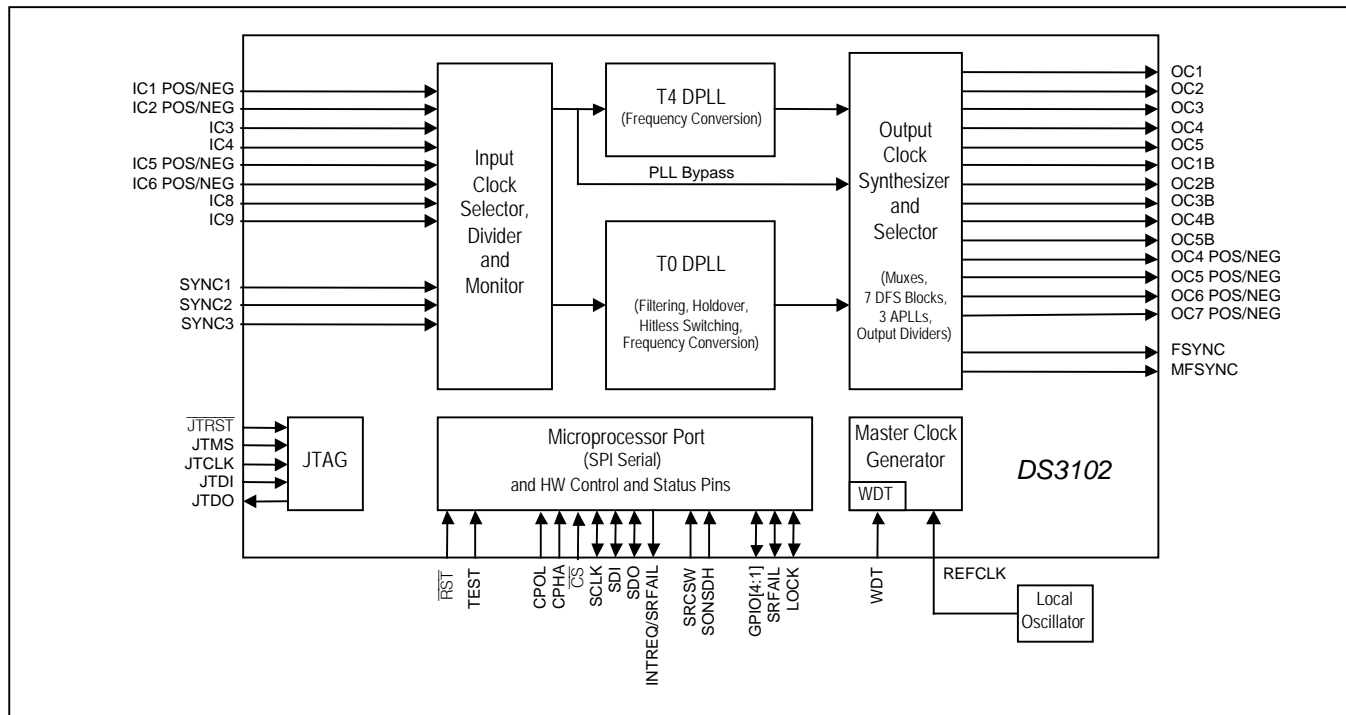 IC1 POS/NEG
IC2 POS/NEG
IC3
IC4
IC5 POS/NEG
IC6 POS/NEG
IC8
IC9
SYNC1
SYNC2
SYNC3
Input
Clock
Selector,
Divider
and
Monitor
T4 DPLL
(Frequency Conversion)
PLL Bypass
T0 DPLL
(Filtering, Holdover,
Hitless Switching,
Frequency Conversion)
Output
Clock
Synthesizer
and
Selector
(Muxes,
7 DFS Blocks,
3 APLLs,
Output Dividers)
OC1
OC2
OC3
OC4
OC5
OC1B
OC2B
OC3B
OC4B
OC5B
OC4 POS/NEG
OC5 POS/NEG
OC6 POS/NEG
OC7 POS/NEG
FSYNC
MFSYNC
JTRST
JTMS
JTCLK
JTDI
JTDO
JTAG
Microprocessor Port
(SPI Serial)
and HW Control and Status Pins
Master Clock
Generator
WDT
DS3102
RST
TEST
CPOL
CPHA
CS
SCLK
SDI
SDO
INTREQ/SRFAIL
SRCSW
SONSDH
GPIO[4:1]
SRFAIL
LOCK
WDT
REFCLK
Local
Oscillator